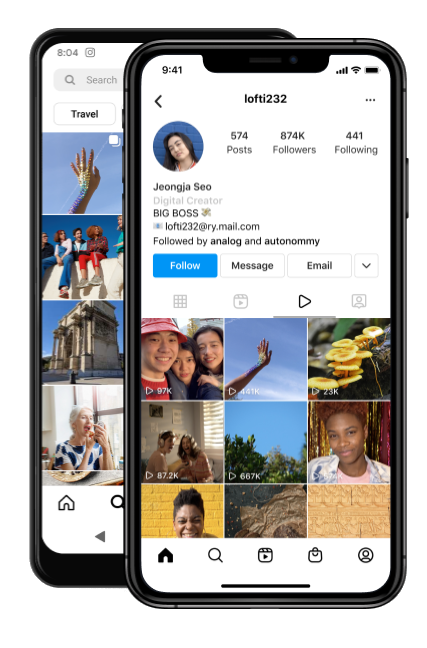 8:04
Search
Travel
9:41
lofti232
574
874K
441
Posts
Followers
Following
Jeongja Seo
Digital Creator
BIG BOSS 💸
📧 lofti232@ry.mail.com
Followed by analog and autonommy
Follow
Message
Email
97K
441K
23K
87.2K
667K